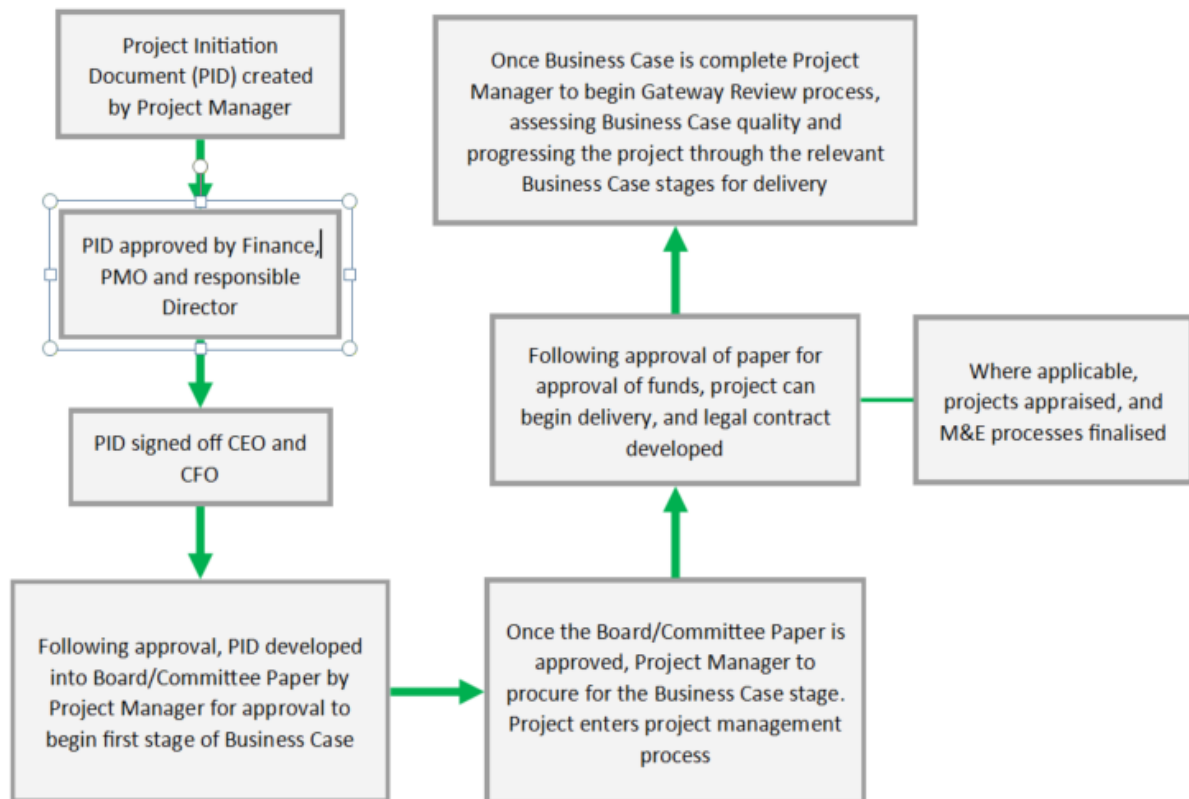 Project Initiation
Document (PID) created
by Project Manager
PID approved by Finance,
PMO and responsible
Director
PID signed off CEO and
CFO
Following approval, PID developed
into Board/Committee Paper by
Project Manager for approval to
begin first stage of Business Case
Once the Board/Committee Paper is
approved, Project Manager to
procure for the Business Case stage.
Project enters project management
process
Following approval of paper for
approval of funds, project can
begin delivery, and legal contract
developed
Where applicable,
projects appraised, and
M&E processes finalised
Once Business Case is complete Project
Manager to begin Gateway Review process,
assessing Business Case quality and
progressing the project through the relevant
Business Case stages for delivery